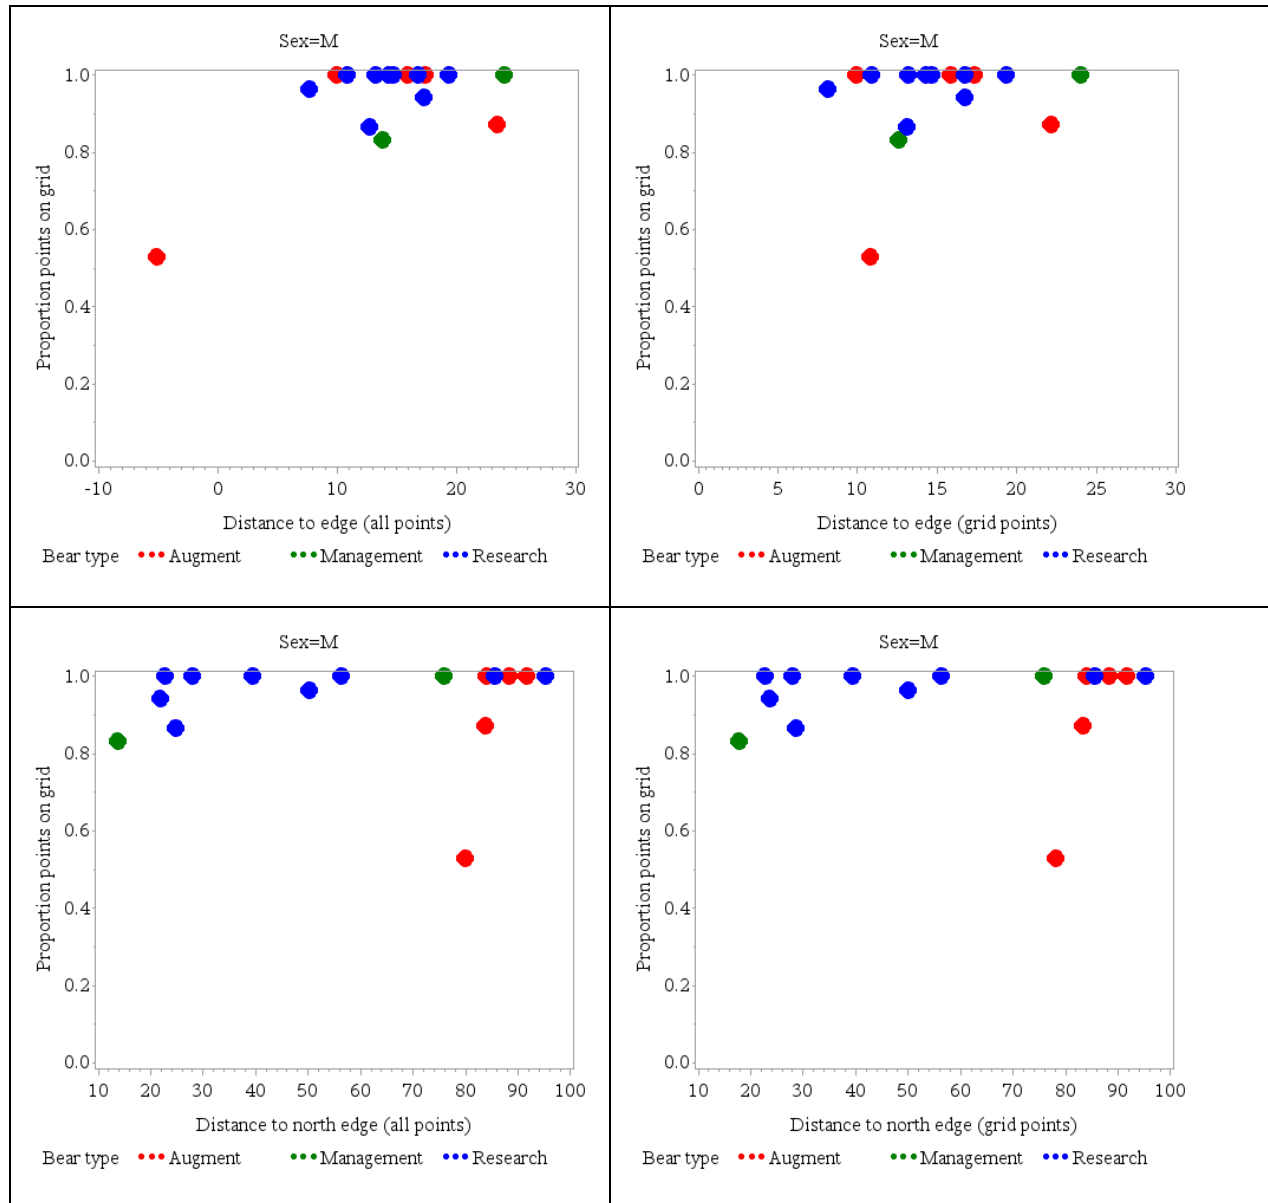 Sex=M
1.0
0.8
0.6
0.4
0.2
0.0
Proportion points on grid
-10 0 10 20 30
Distance to edge (all points)
Bear type Augment Management Research
Sex=M
1.0
0.8
0.6
0.4
0.2
0.0
Proportion points on grid
0 5 10 15 20 25 30
Distance to edge (grid points)
Bear type Augment Management Research
Sex=M
1.0
0.8
0.6
0.4
0.2
0.0
Proportion points on grid
10 20 30 40 50 60 70 80 90 100
Distance to north edge (all points)
Bear type Augment Management Research
Sex=M
1.0
0.8
0.6
0.4
0.2
0.0
Proportion points on grid
10 20 30 40 50 60 70 80 90 100
Distance to north edge (grid points)
Bear type Augment Management Research